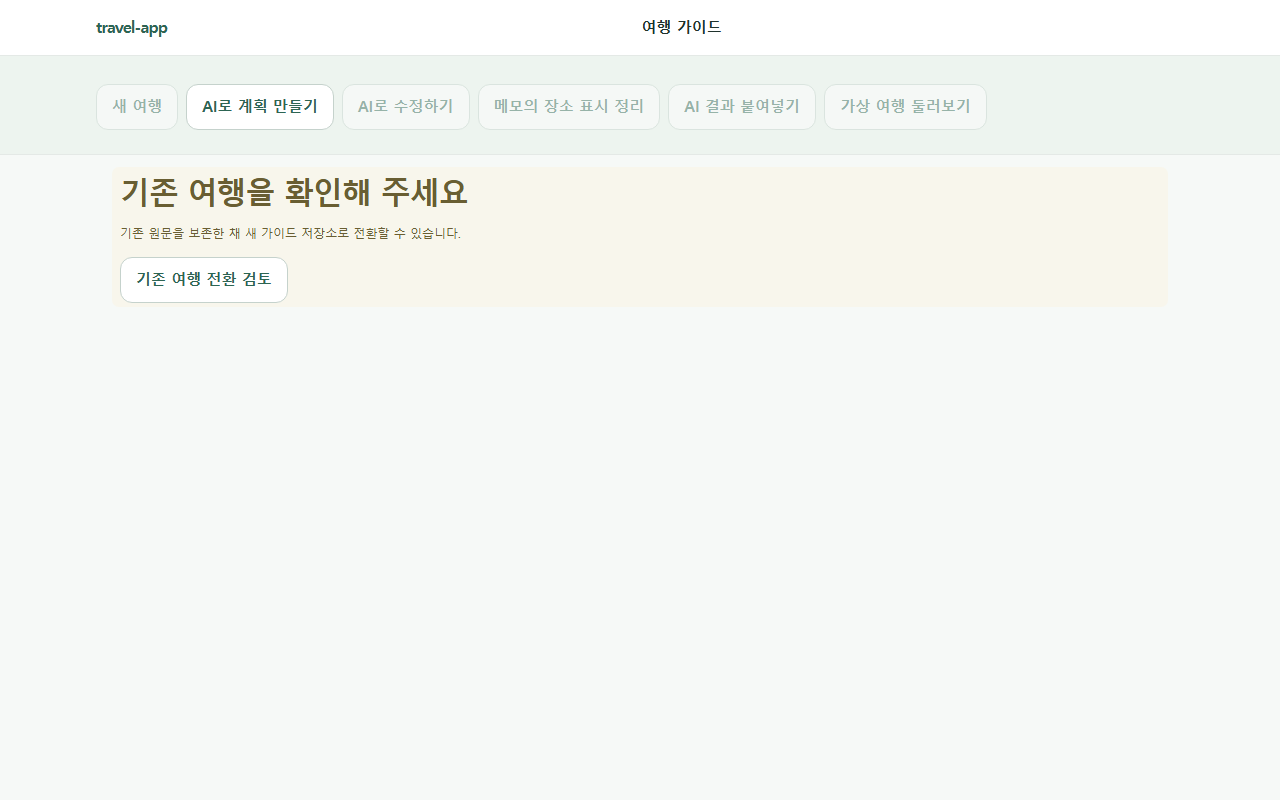 travel-app
여행 가이드
새 여행
AI로 계획 만들기
AI로 수정하기
메모의 장소 표시 정리
AI 결과 붙여넣기
가상 여행 둘러보기
기존 여행을 확인해 주세요
기존 원문을 보존한 채 새 가이드 저장소로 전환할 수 있습니다.
기존 여행 전환 검토